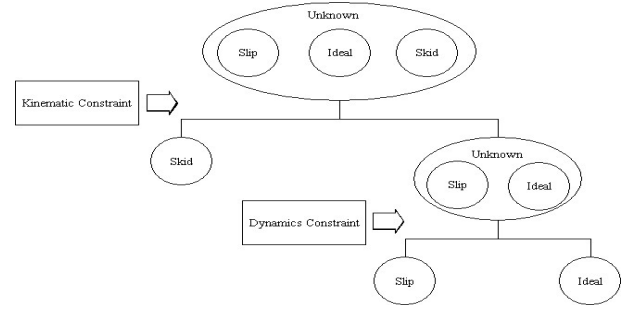 Unknown
Slip
Ideal
Skid
Kinematic Constraint
Skid
Unknown
Slip
Ideal
Dynamics Constraint
Slip
Ideal